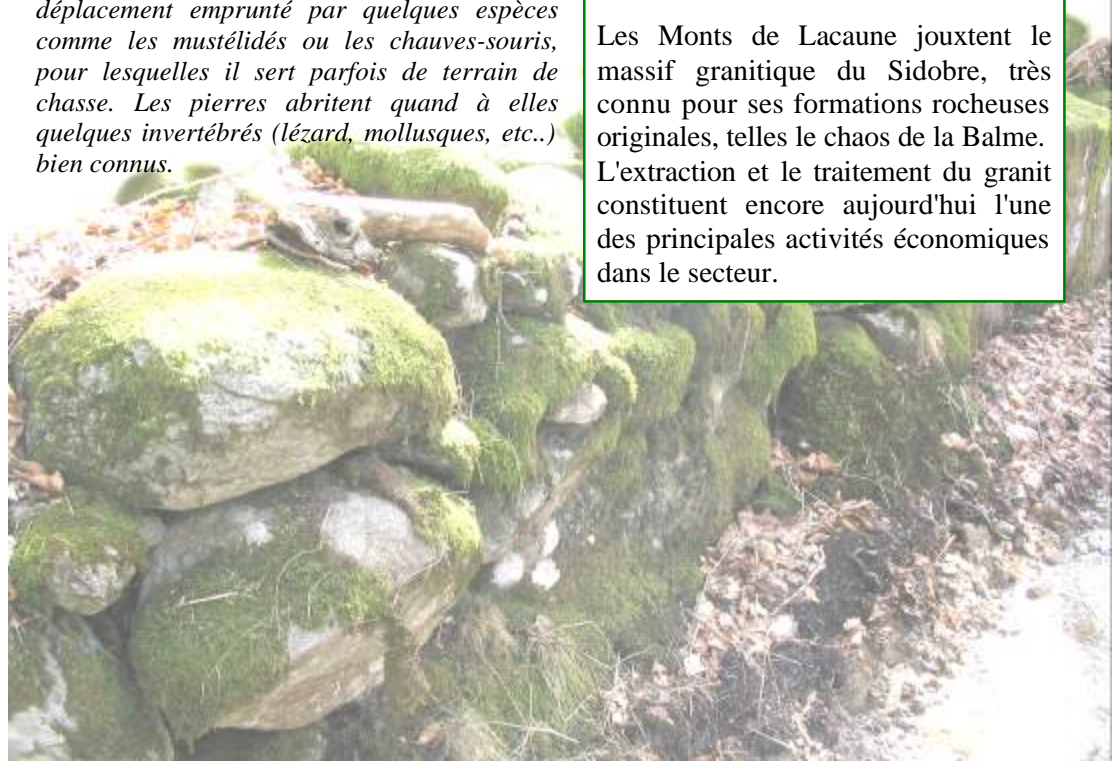 déplacement emprunté par quelques espèces
comme les mustélidés ou les chauves-souris,
pour lesquelles il sert parfois de terrain de
chasse. Les pierres abritent quand à elles
quelques invertébrés (lézard, mollusques, etc..)
bien connus.
Les Monts de Lacaune jouxtent le
massif granitique du Sidobre, très
connu pour ses formations rocheuses
originales, telles le chaos de la Balme.
L'extraction et le traitement du granit
constituent encore aujourd'hui l'une
des principales activités économiques
dans le secteur.